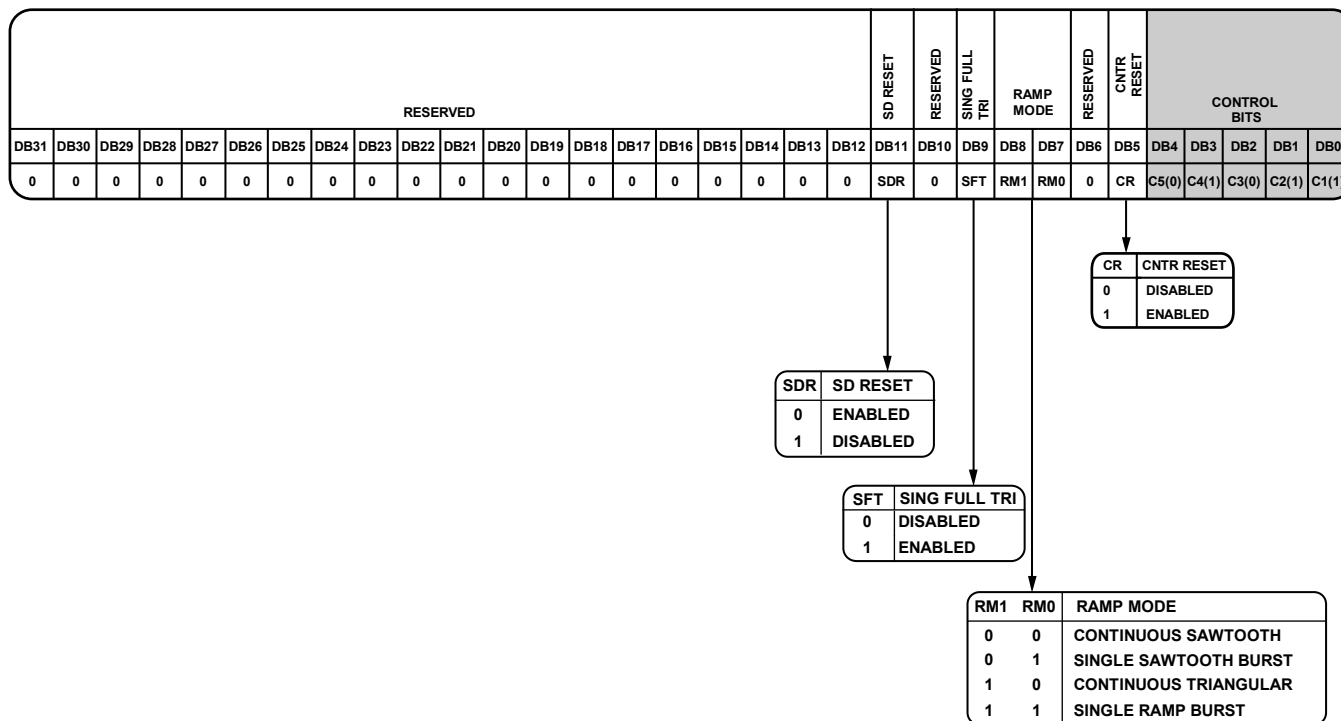 RESERVED
SD RESET
RESERVED
SING FULL TRI
RAMP MODE
RESERVED
CNTR RESET
CONTROL BITS
DB31 DB30 DB29 DB28 DB27 DB26 DB25 DB24 DB23 DB22 DB21 DB20 DB19 DB18 DB17 DB16 DB15 DB14 DB13 DB12 DB11 DB10 DB9 DB8 DB7 DB6 DB5 DB4 DB3 DB2 DB1 DB0
0 0 0 0 0 0 0 0 0 0 0 0 0 0 0 0 0 0 0 0 SDR 0 SFT RM1 RM0 0 CR C5(0) C4(1) C3(0) C2(1) C1(1)
CR CNTR RESET
0 DISABLED
1 ENABLED
SDR SD RESET
0 ENABLED
1 DISABLED
SFT SING FULL TRI
0 DISABLED
1 ENABLED
RM1 RM0 RAMP MODE
0 0 CONTINUOUS SAWTOOTH
0 1 SINGLE SAWTOOTH BURST
1 0 CONTINUOUS TRIANGULAR
1 1 SINGLE RAMP BURST